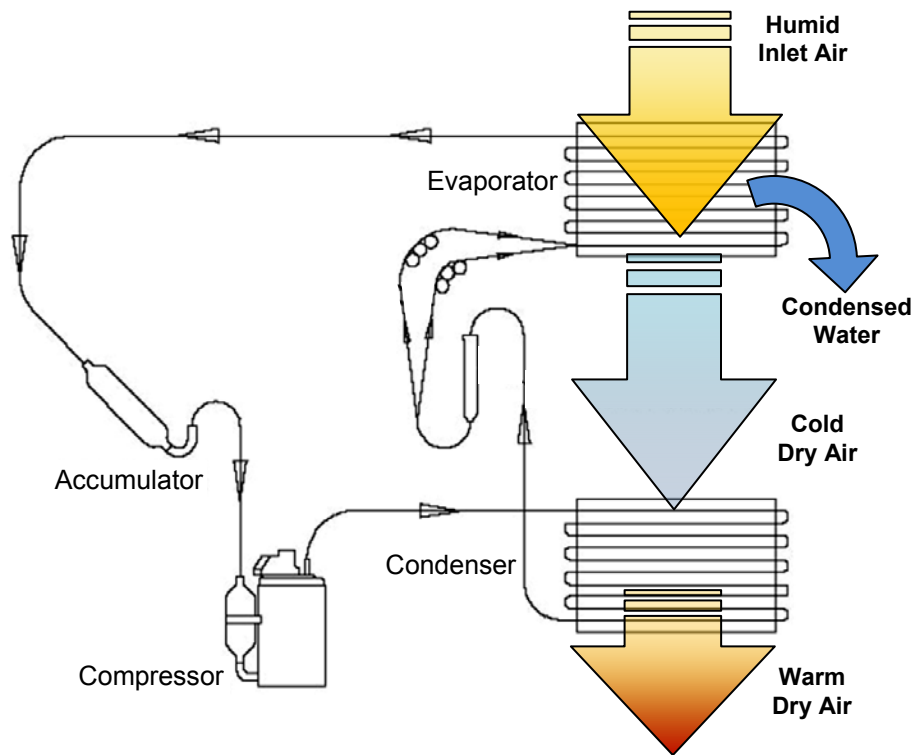 Humid
Inlet Air
Evaporator
Condensed
Water
Cold
Dry Air
Accumulator
Condenser
Compressor
Warm
Dry Air